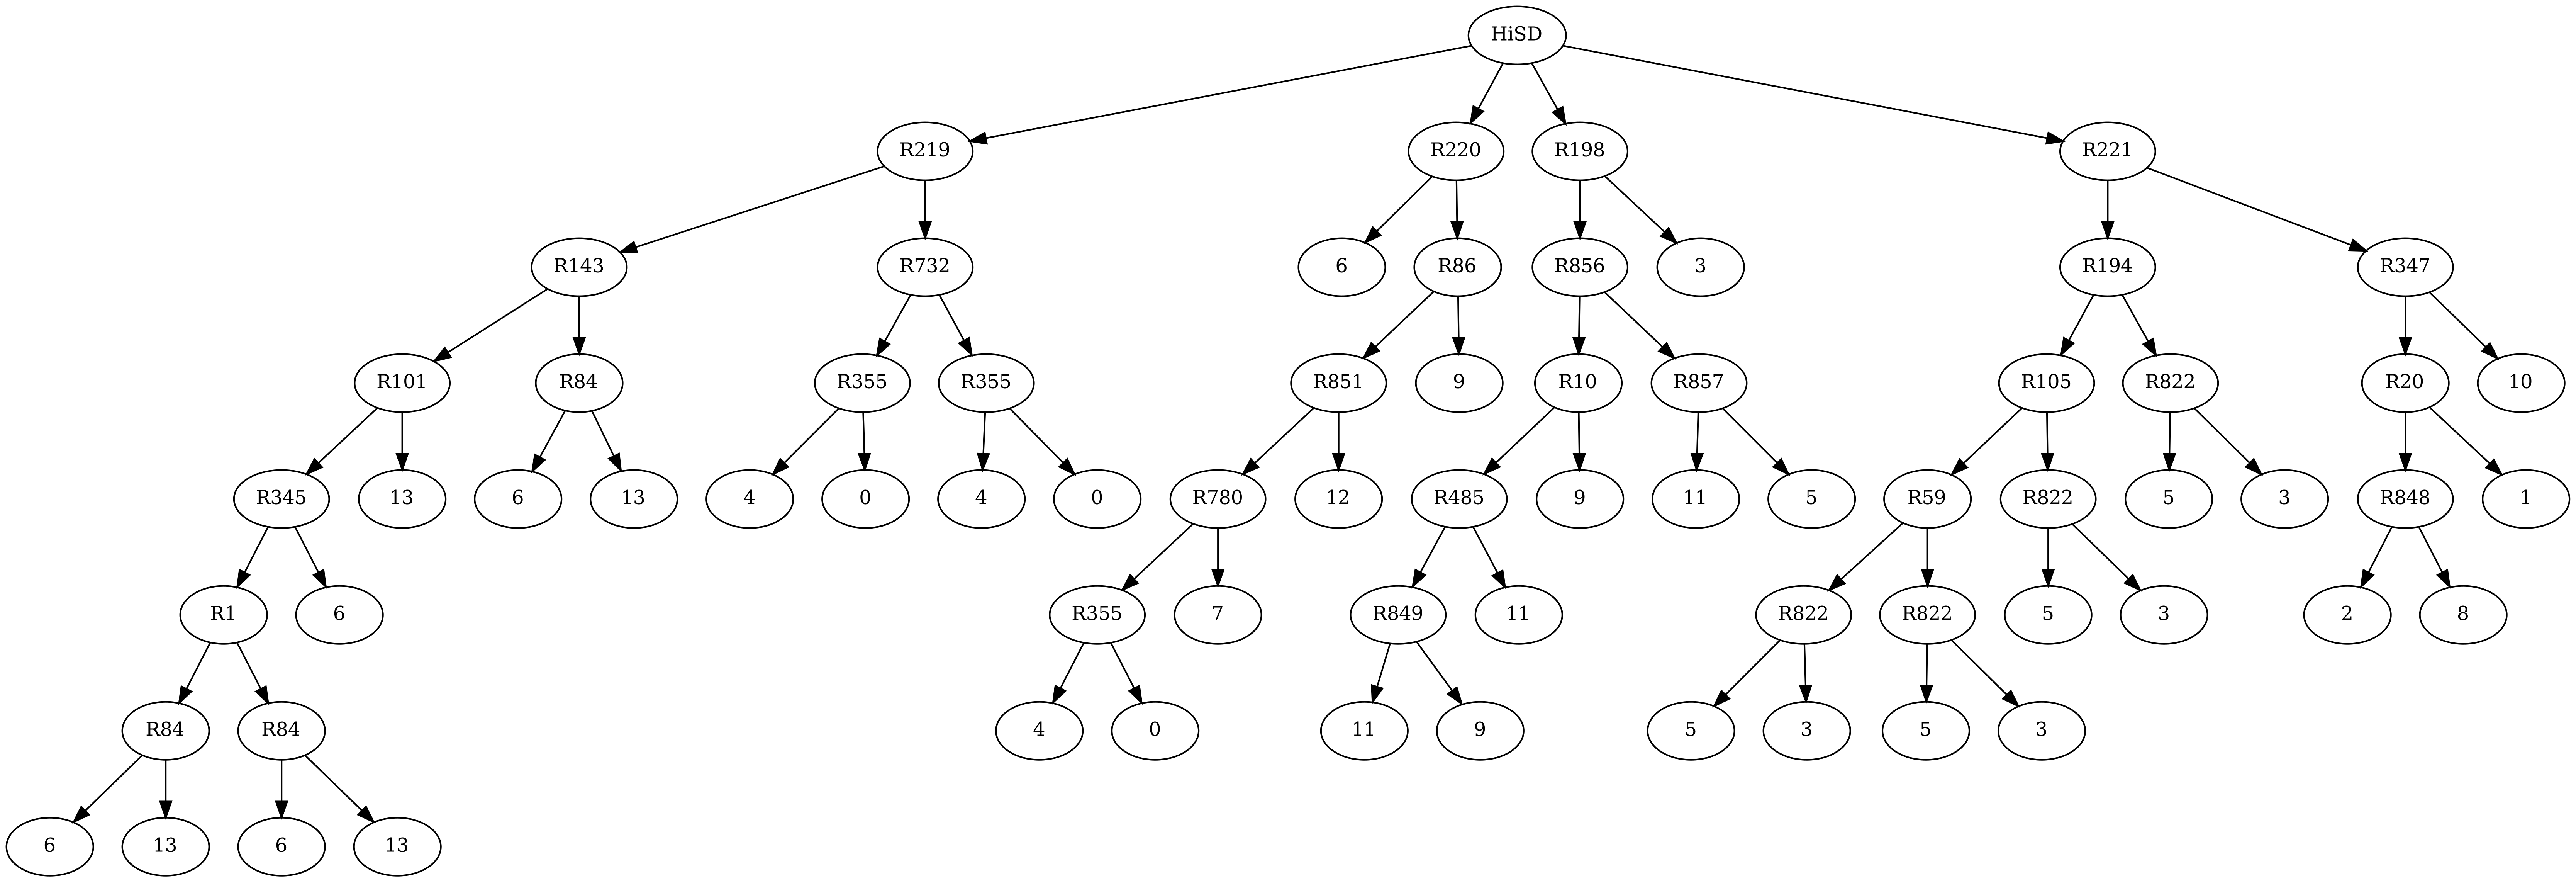 HiSD
R219 R220 R198 R221
R143 R732 6 R86 R856 3 R194 R347
R101 R84 R355 R355 R851 9 R10 R857 R105 R822 R20 10
R345 13 6 13 4 0 4 0 R780 12 R485 9 11 5 R59 R822 5 3 R848 1
R1 6 R355 7 R849 11 R822 R822 5 3 2 8
R84 R84 4 0 11 9 5 3 5 3
6 13 6 13